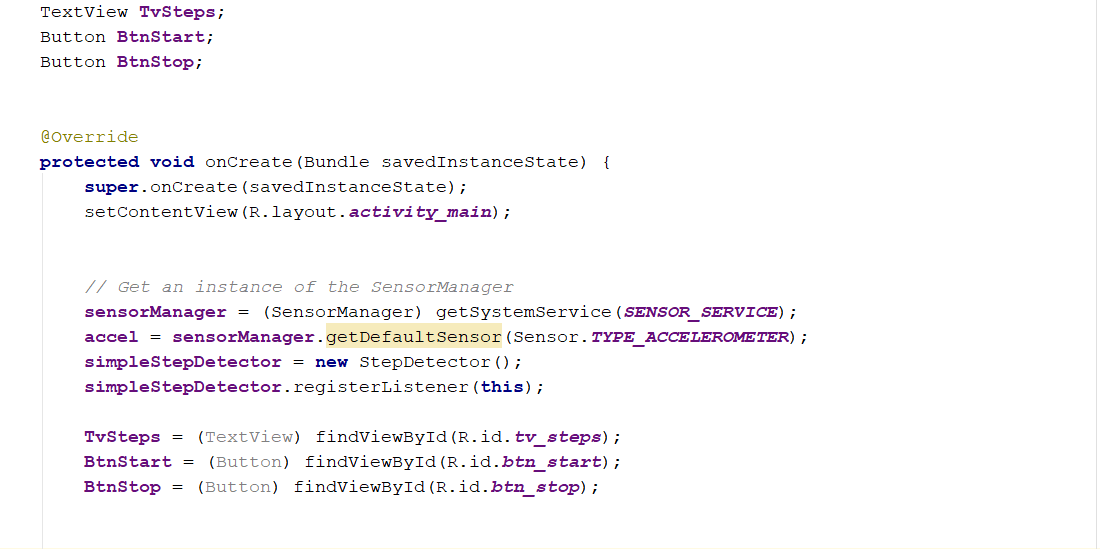 TextView TvSteps;
Button BtnStart;
Button BtnStop;
@Override
protected void onCreate(Bundle savedInstanceState) {
super.onCreate(savedInstanceState);
setContentView(R.layout.activity_main);
// Get an instance of the SensorManager
sensorManager = (SensorManager) getSystemService(SENSOR_SERVICE);
accel = sensorManager.getDefaultSensor(Sensor.TYPE_ACCELEROMETER);
simpleStepDetector = new StepDetector();
simpleStepDetector.registerListener(this);
TvSteps = (TextView) findViewById(R.id.tv_steps);
BtnStart = (Button) findViewById(R.id.btn_start);
BtnStop = (Button) findViewById(R.id.btn_stop);